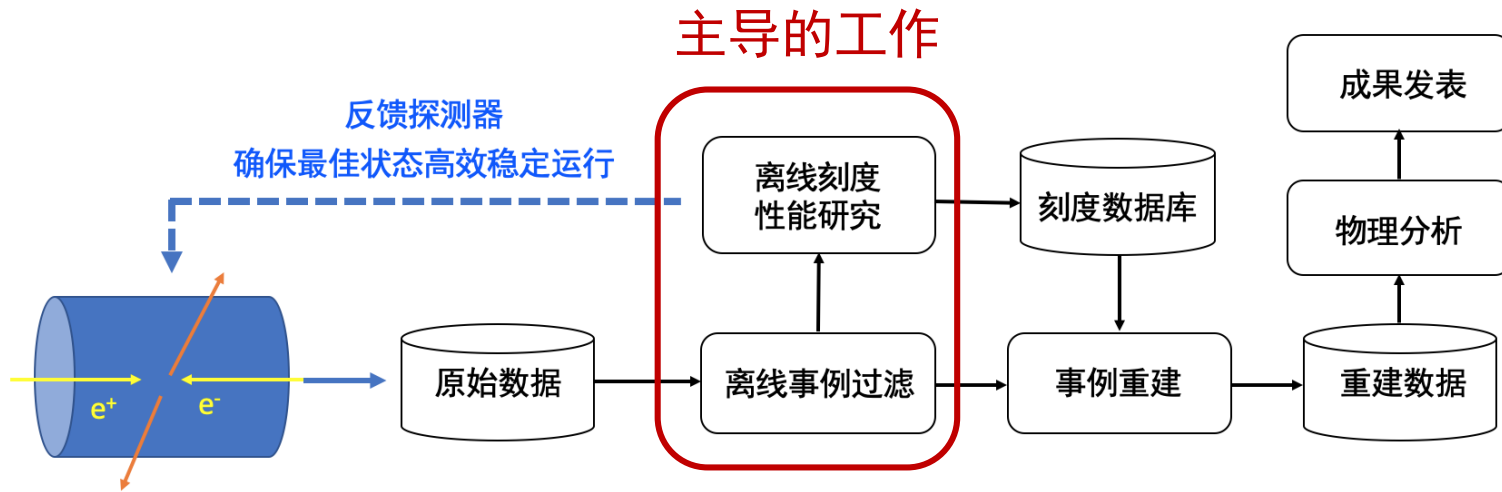 主导的工作
反馈探测器
确保最佳状态高效稳定运行
离线刻度
性能研究
刻度数据库
成果发表
物理分析
e⁺
e⁻
原始数据
离线事例过滤
事例重建
重建数据